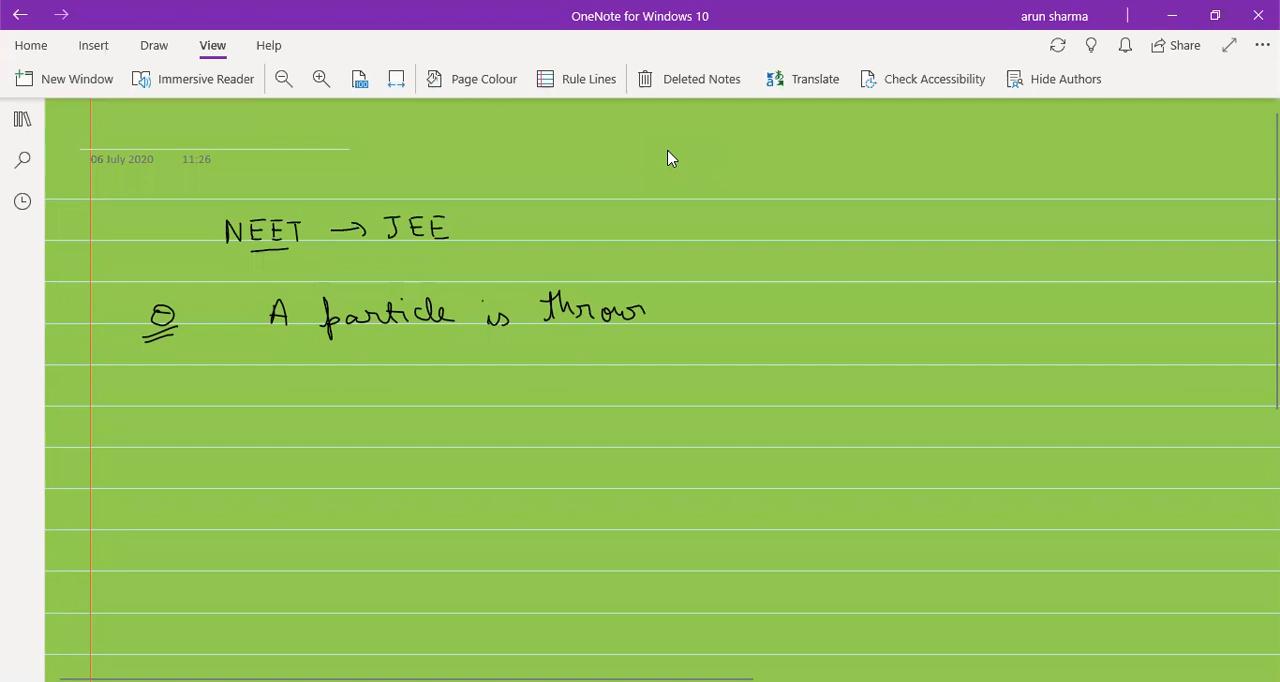 OneNote for Windows 10
arun sharma
Home Insert Draw View Help
Share
New Window Immersive Reader Page Colour Rule Lines Deleted Notes Translate Check Accessibility Hide Authors
06 July 2020 11:26
NEET → JEE
Q A particle is throw